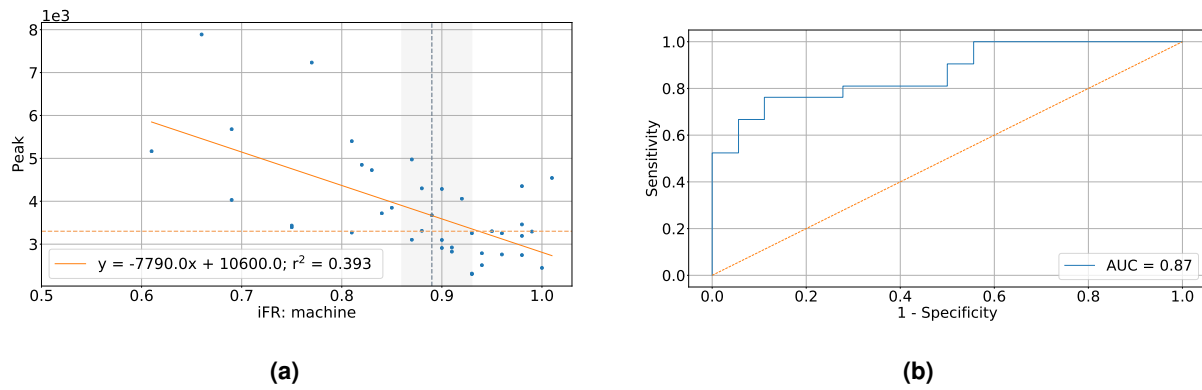 1e3
8
7
6
5
4
3
Peak
y = -7790.0x + 10600.0; r² = 0.393
0.5 0.6 0.7 0.8 0.9 1.0
iFR: machine
(a)
1.0
0.8
0.6
0.4
0.2
0.0
Sensitivity
AUC = 0.87
0.0 0.2 0.4 0.6 0.8 1.0
1 - Specificity
(b)